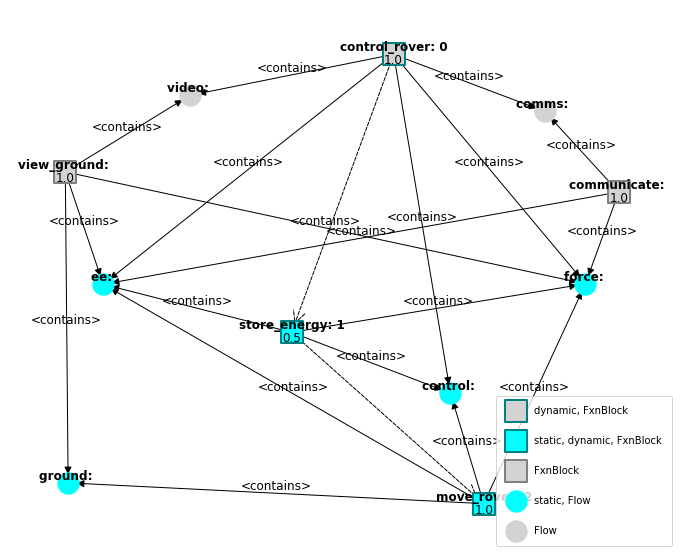 control_rover: 0
1.0
<contains>
<contains>
video:
comms:
<contains>
<contains>
view_ground:
1.0
<contains>
<contains>
communicate:
1.0
<contains>
<contains>
<contains>
<contains>
<contains>
ee:
force:
<contains>
<contains>
<contains>
store_energy: 1
0.5
<contains>
control:
<contains>
<contains>
dynamic, FxnBlock
static, dynamic, FxnBlock
<contains>
FxnBlock
ground:
<contains>
move_rover: 2
1.0
static, Flow
Flow